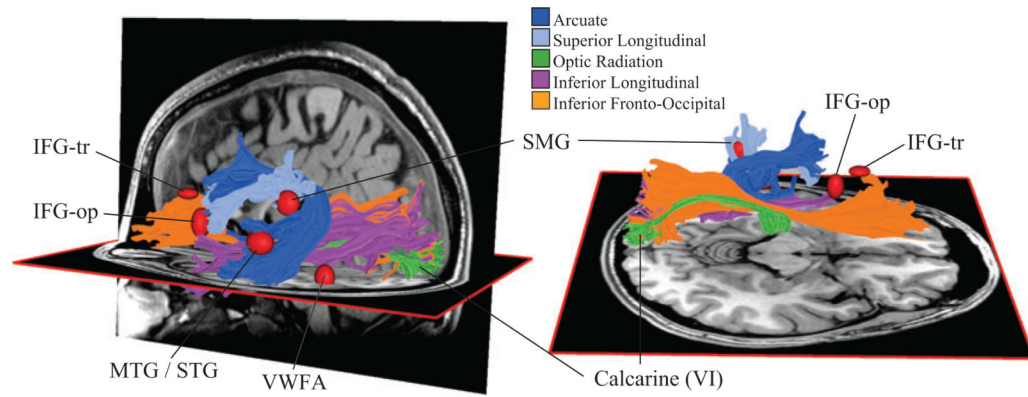 Arcuate
Superior Longitudinal
Optic Radiation
Inferior Longitudinal
Inferior Fronto-Occipital
IFG-tr
IFG-op
SMG
IFG-op
IFG-tr
MTG / STG
VWFA
Calcarine (VI)